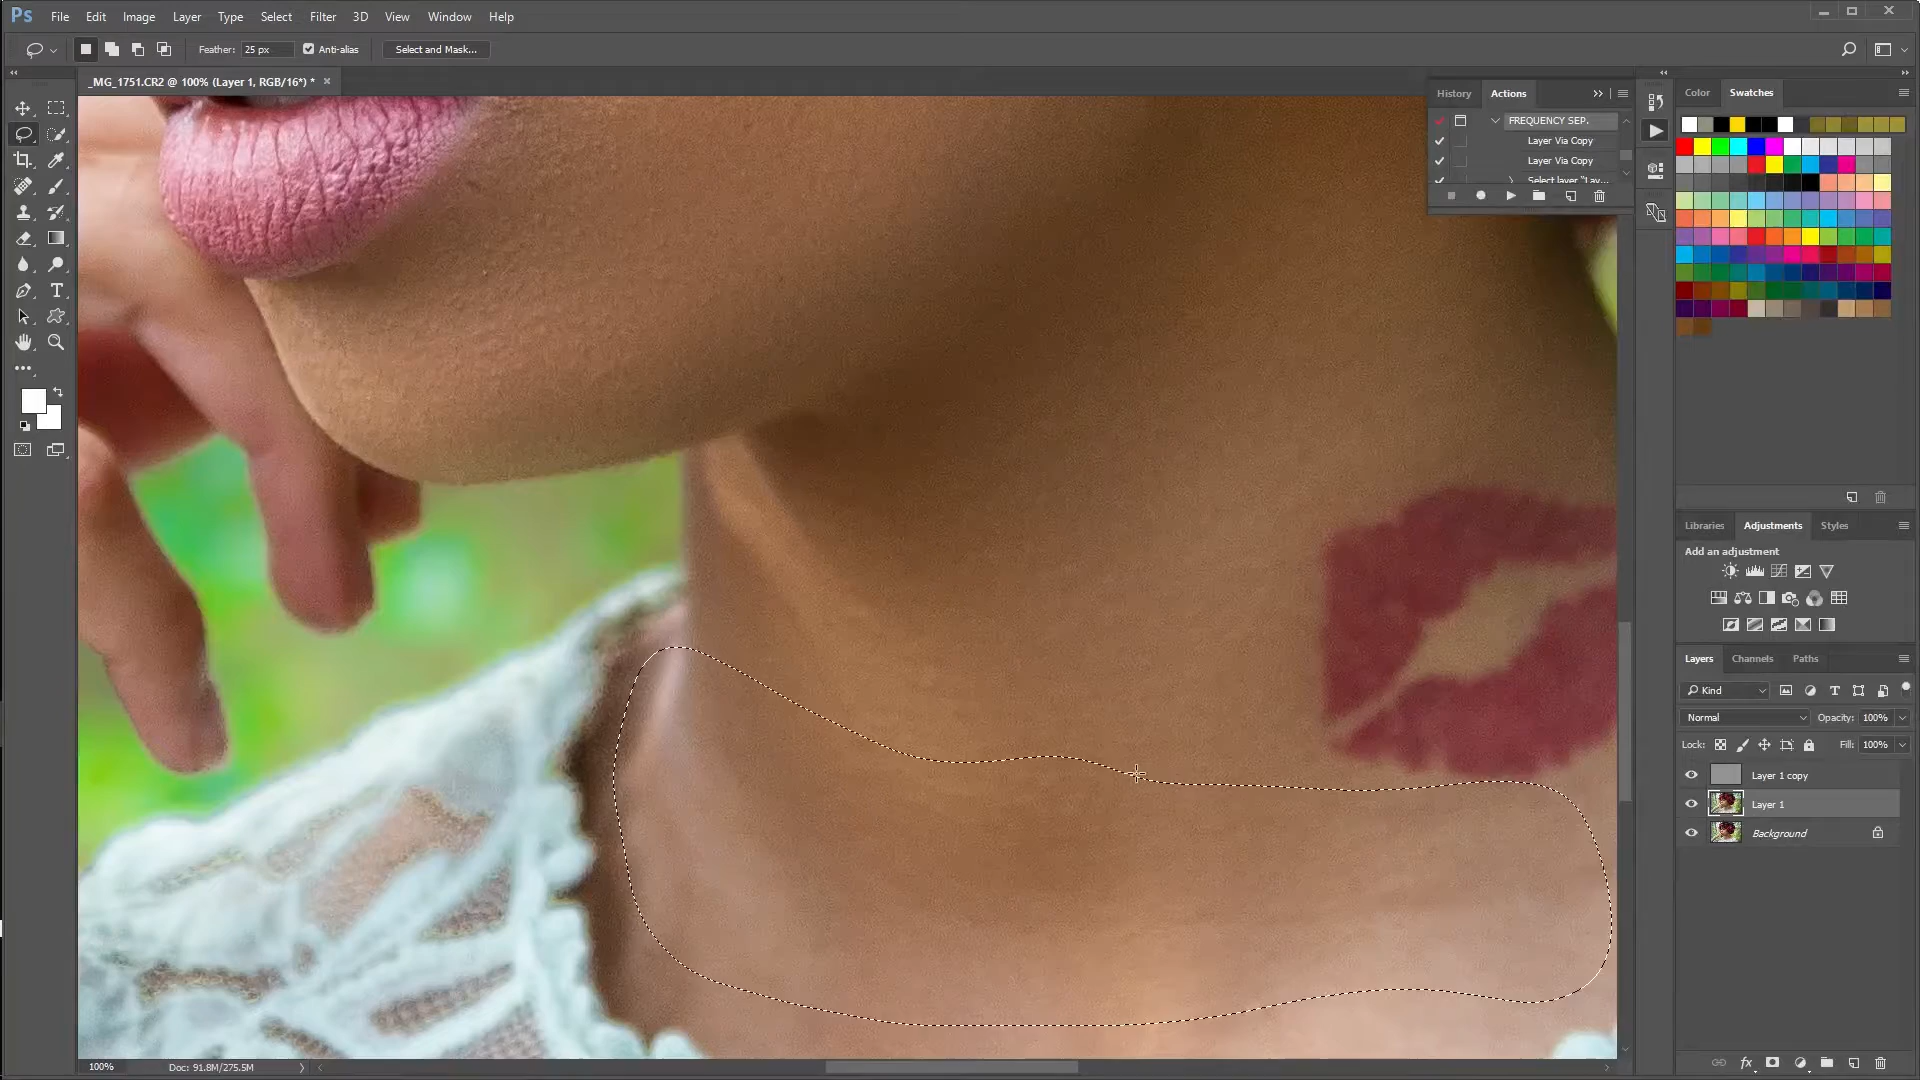 Ps File Edit Image Layer Type Select Filter 3D View Window Help
Feather: 25 px Anti-alias Select and Mask...
_MG_1751.CR2 @ 100% (Layer 1, RGB/16*) * ×
History Actions
FREQUENCY SEP.
Layer Via Copy
Layer Via Copy
Select layer "Lay...
Color Swatches
Libraries Adjustments Styles
Add an adjustment
Layers Channels Paths
Kind
Normal Opacity: 100%
Lock: Fill: 100%
Layer 1 copy
Layer 1
Background
100% Doc: 91.8M/275.5M